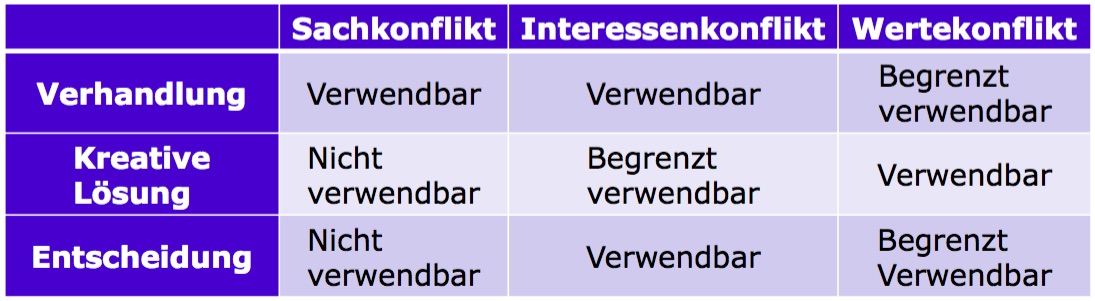 Sachkonflikt Interessenkonflikt Wertekonflikt
Verhandlung Verwendbar Verwendbar Begrenzt
verwendbar
Kreative
Lösung Nicht
verwendbar Begrenzt
verwendbar Verwendbar
Entscheidung Nicht
verwendbar Verwendbar Begrenzt
Verwendbar